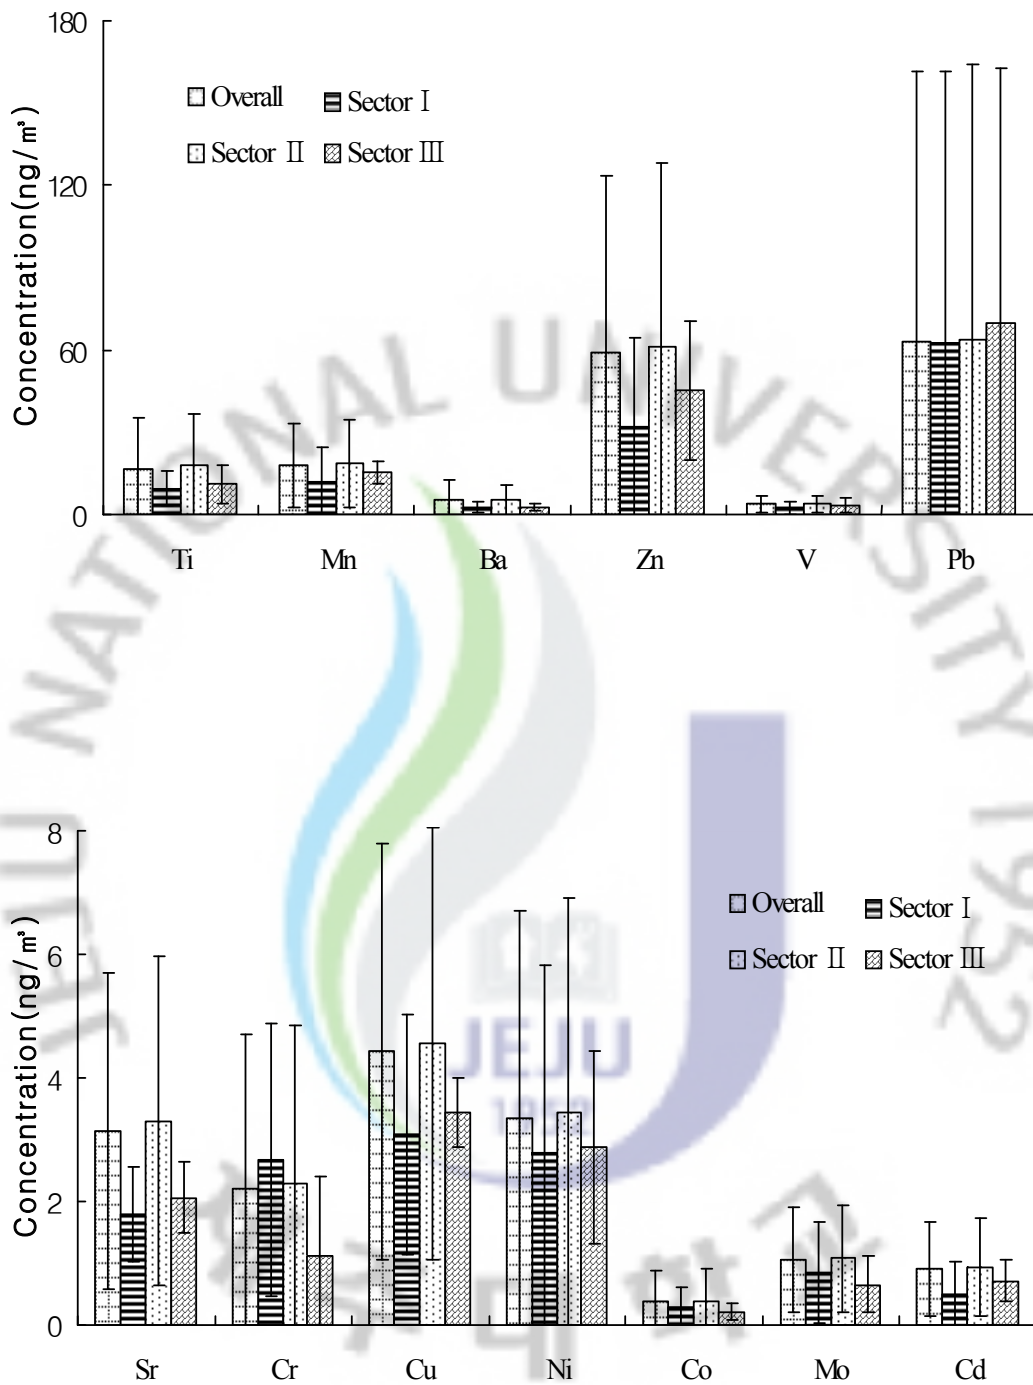 180
120
60
0
Concentration(ng/㎥)
Overall
Sector Ⅰ
Sector Ⅱ
Sector Ⅲ
Ti Mn Ba Zn V Pb
JEJU NATIONAL UNIVERSITY 1952
8
6
4
2
0
Concentration(ng/㎥)
Overall
Sector Ⅰ
Sector Ⅱ
Sector Ⅲ
JEJU
1952
Sr Cr Cu Ni Co Mo Cd